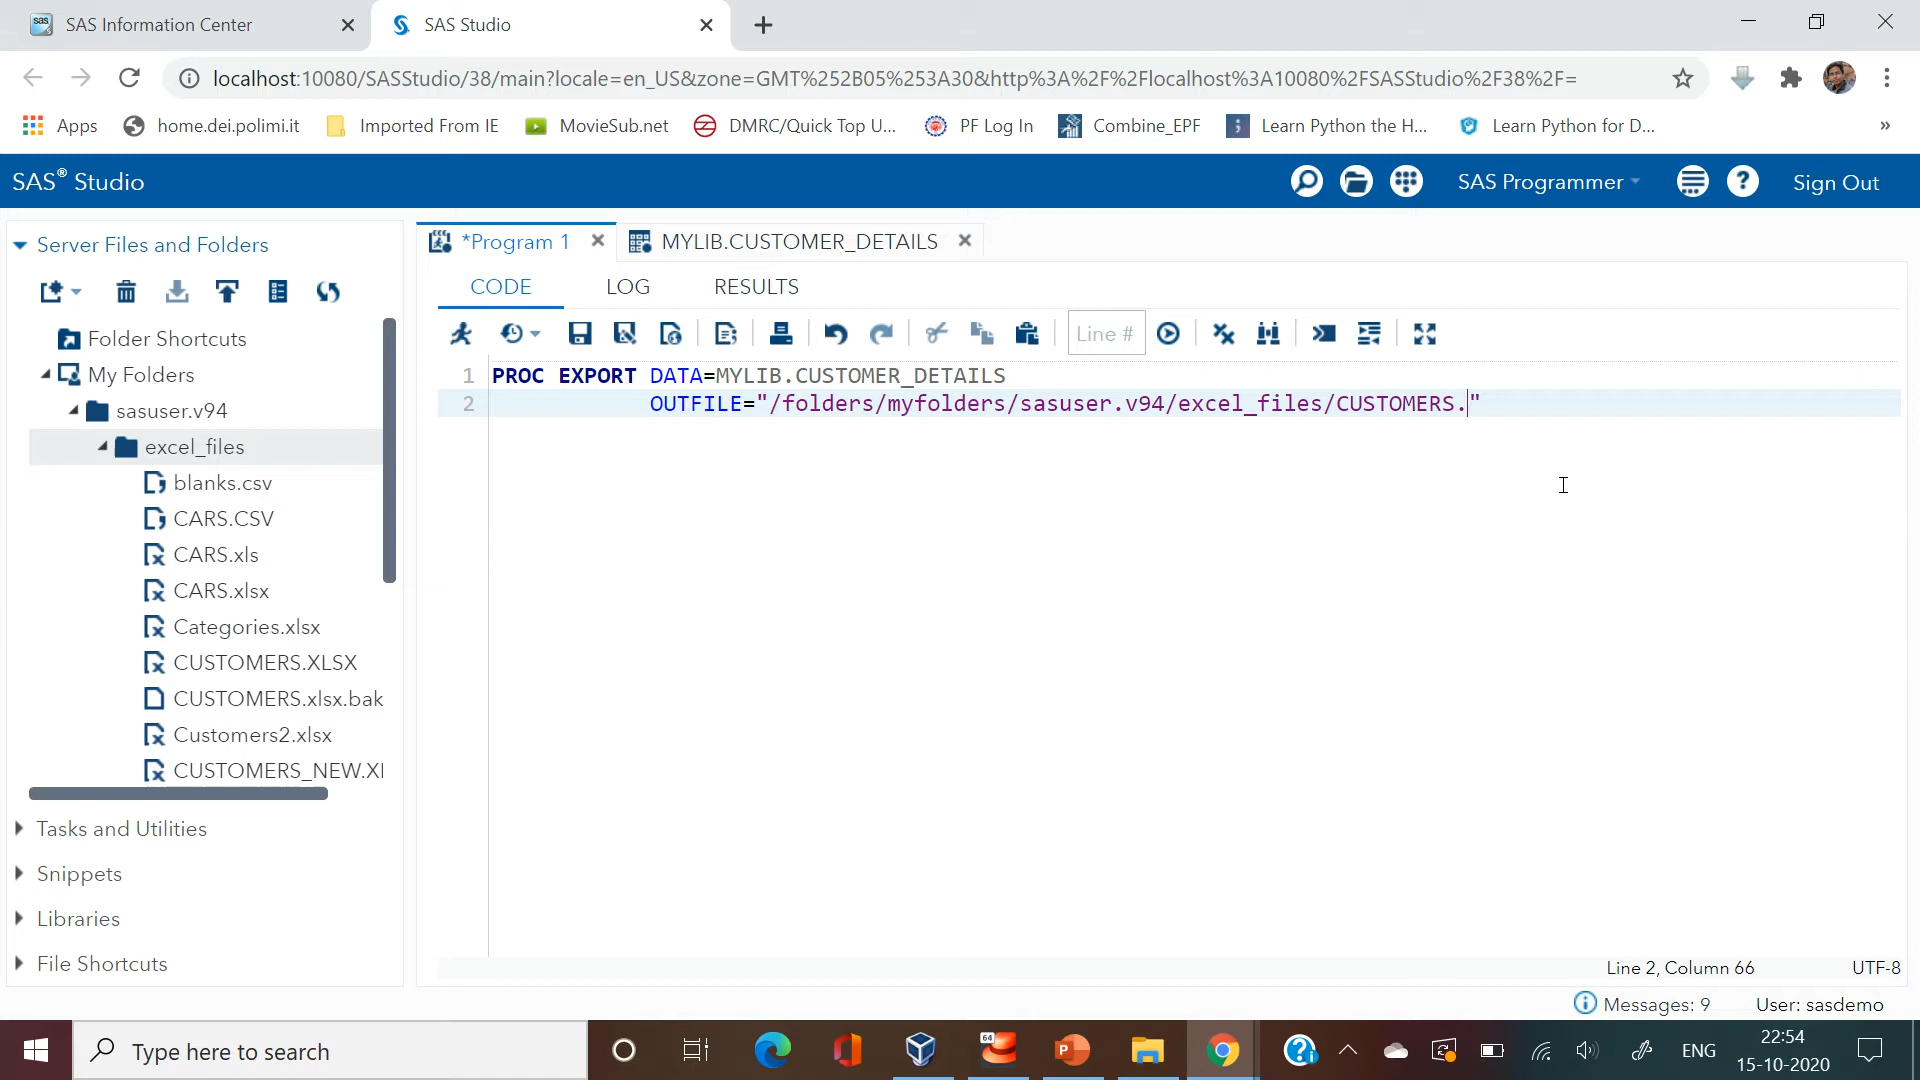 SAS Information Center
SAS Studio
localhost:10080/SASStudio/38/main?locale=en_US&zone=GMT%252B05%253A30&http%3A%2F%2Flocalhost%3A10080%2FSASStudio%2F38%2F=
Apps home.dei.polimi.it Imported From IE MovieSub.net DMRC/Quick Top U... PF Log In Combine_EPF Learn Python the H... Learn Python for D... »
SAS® Studio SAS Programmer Sign Out
Server Files and Folders
*Program 1 MYLIB.CUSTOMER_DETAILS
CODE LOG RESULTS
Line #
Folder Shortcuts
My Folders
sasuser.v94
excel_files
blanks.csv
CARS.CSV
CARS.xls
CARS.xlsx
Categories.xlsx
CUSTOMERS.XLSX
CUSTOMERS.xlsx.bak
Customers2.xlsx
CUSTOMERS_NEW.XI
Tasks and Utilities
Snippets
Libraries
File Shortcuts
1 PROC EXPORT DATA=MYLIB.CUSTOMER_DETAILS
2 OUTFILE="/folders/myfolders/sasuser.v94/excel_files/CUSTOMERS."
Line 2, Column 66 UTF-8
Messages: 9 User: sasdemo
Type here to search
64
P
ENG
22:54
15-10-2020